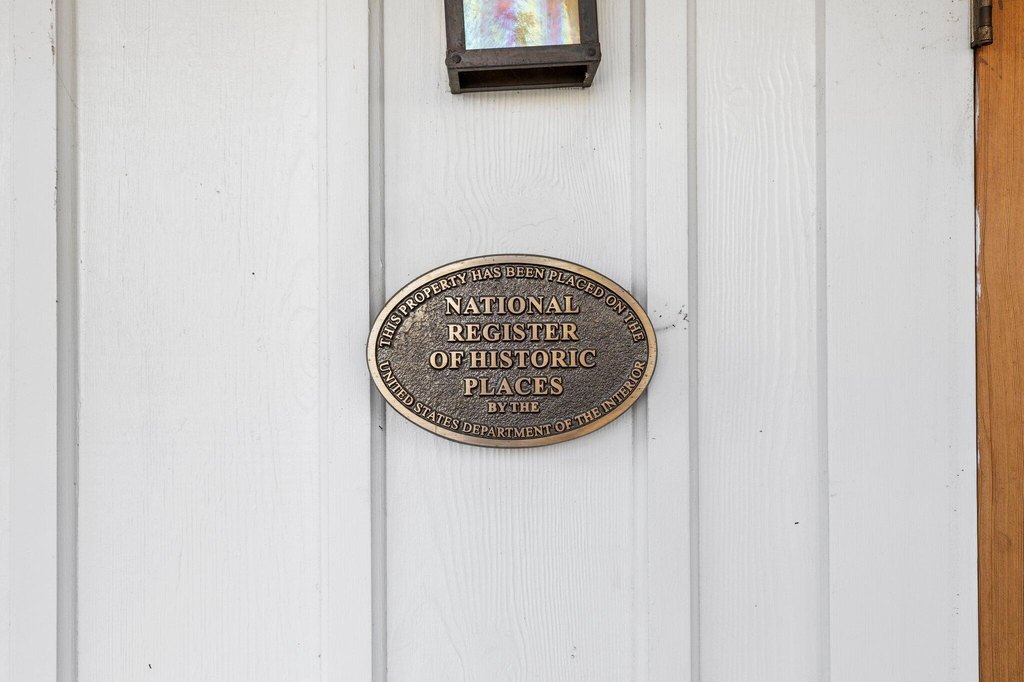 THIS PROPERTY HAS BEEN PLACED ON THE
NATIONAL
REGISTER
OF HISTORIC
PLACES
BY THE
UNITED STATES DEPARTMENT OF THE INTERIOR